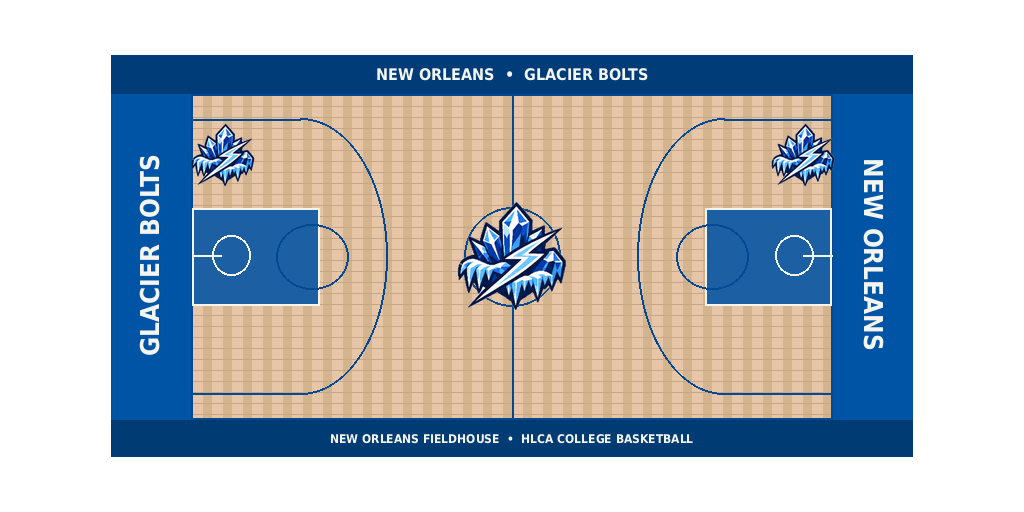 NEW ORLEANS • GLACIER BOLTS
GLACIER BOLTS
NEW ORLEANS
NEW ORLEANS FIELDHOUSE • HLCA COLLEGE BASKETBALL